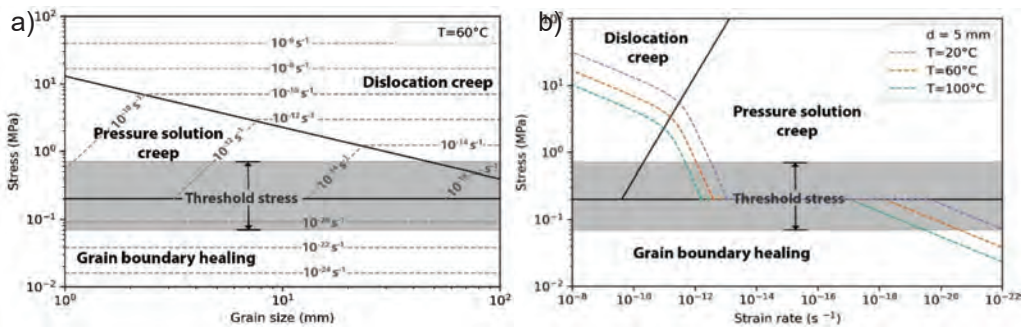 a)
T=60°C
10⁻⁶ s⁻¹
10⁻⁸ s⁻¹
10⁻¹⁰ s⁻¹
10⁻¹² s⁻¹
10⁻¹⁴ s⁻¹
Dislocation creep
Pressure solution
creep
10⁻¹⁰ s⁻¹
10⁻¹² s⁻¹
10⁻¹⁴ s⁻¹
Threshold stress
10⁻²⁰ s⁻¹
10⁻²² s⁻¹
10⁻²⁴ s⁻¹
Grain boundary healing
Stress (MPa)
10²
10¹
10⁰
10⁻¹
10⁻²
10⁰
10¹
10²
Grain size (mm)
b)
Dislocation
creep
d = 5 mm
T=20°C
T=60°C
T=100°C
Pressure solution
creep
Threshold stress
Grain boundary healing
Stress (MPa)
10¹
10⁰
10⁻¹
10⁻²
10⁻⁸
10⁻¹⁰
10⁻¹²
10⁻¹⁴
10⁻¹⁶
10⁻¹⁸
10⁻²⁰
10⁻²²
Strain rate (s ⁻¹)